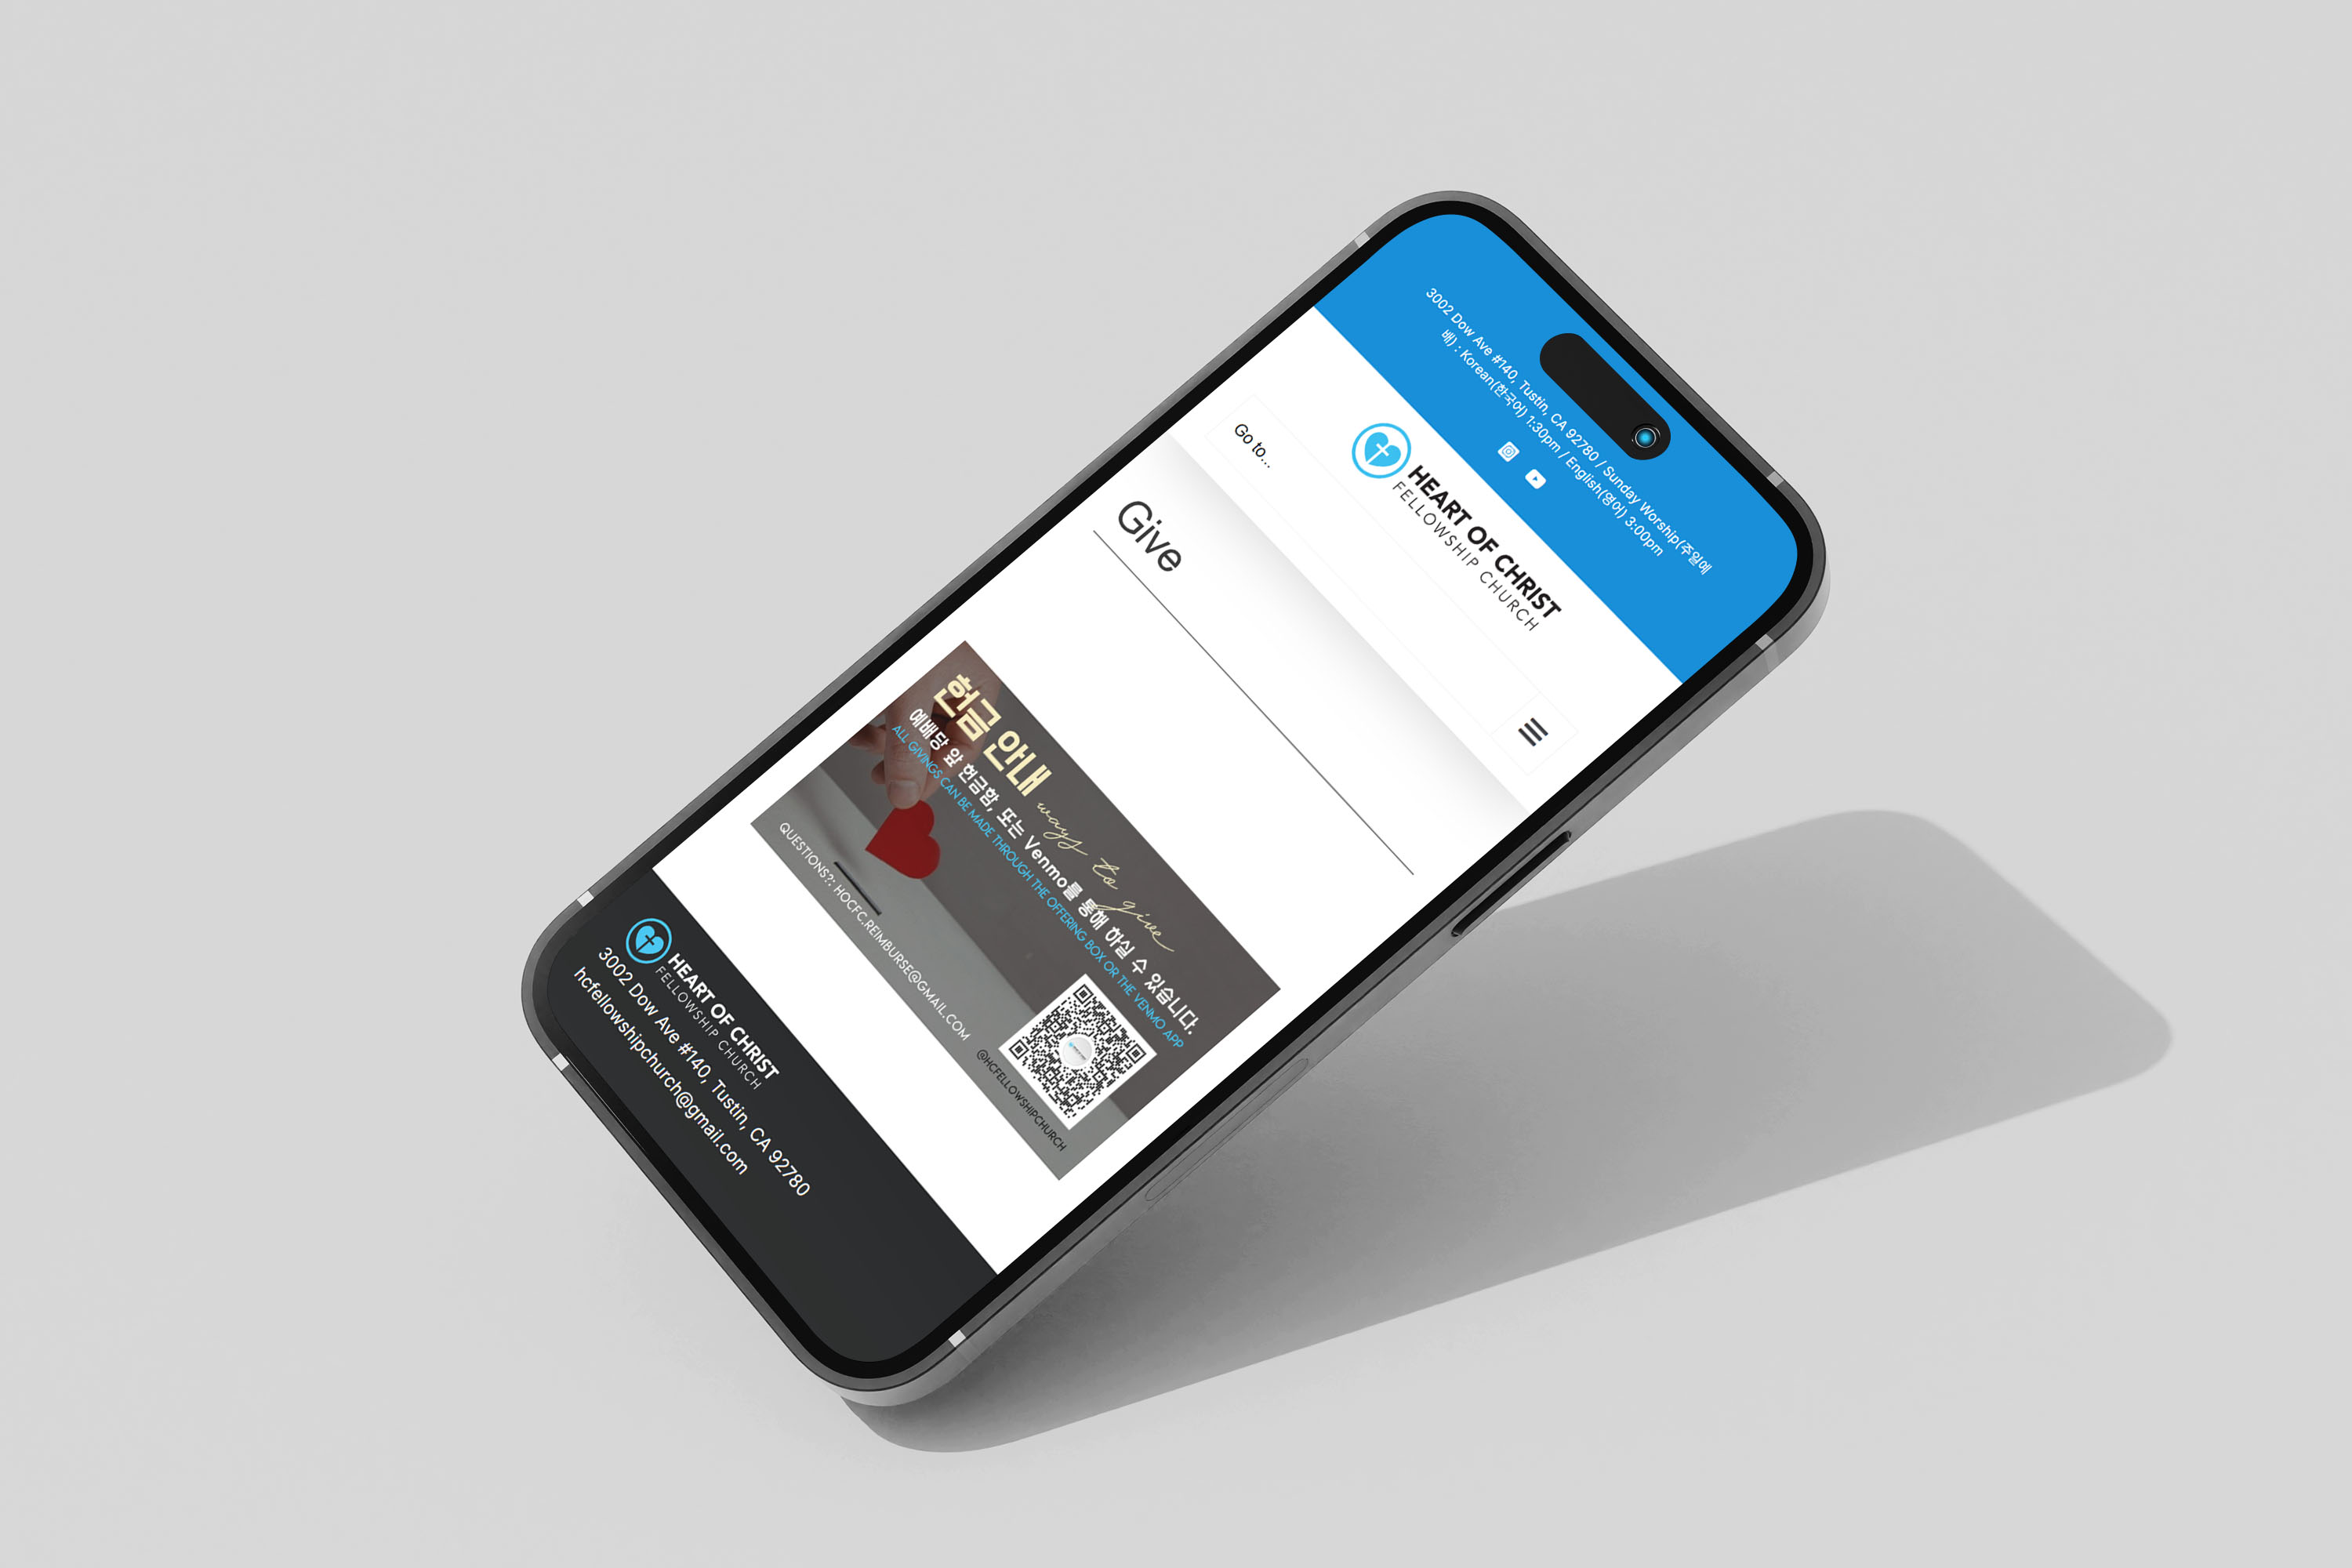 3002 Dow Ave #140, Tustin, CA 92780 / Sunday Worship(주일예
배) : Korean(한국어) 1:30pm / English(영어) 3:00pm
HEART OF CHRIST
FELLOWSHIP CHURCH
Go to...
Give
헌금 안내 ways to give
예배당 앞 헌금함, 또는 Venmo를 통해 하실 수 있습니다.
ALL GIVINGS CAN BE MADE THROUGH THE OFFERING BOX OR THE VENMO APP
QUESTIONS?: HOCFC.REIMBURSE@GMAIL.COM
@HCFELLOWSHIPCHURCH
HEART OF CHRIST
FELLOWSHIP CHURCH
3002 Dow Ave #140, Tustin, CA 92780
hcfellowshipchurch@gmail.com